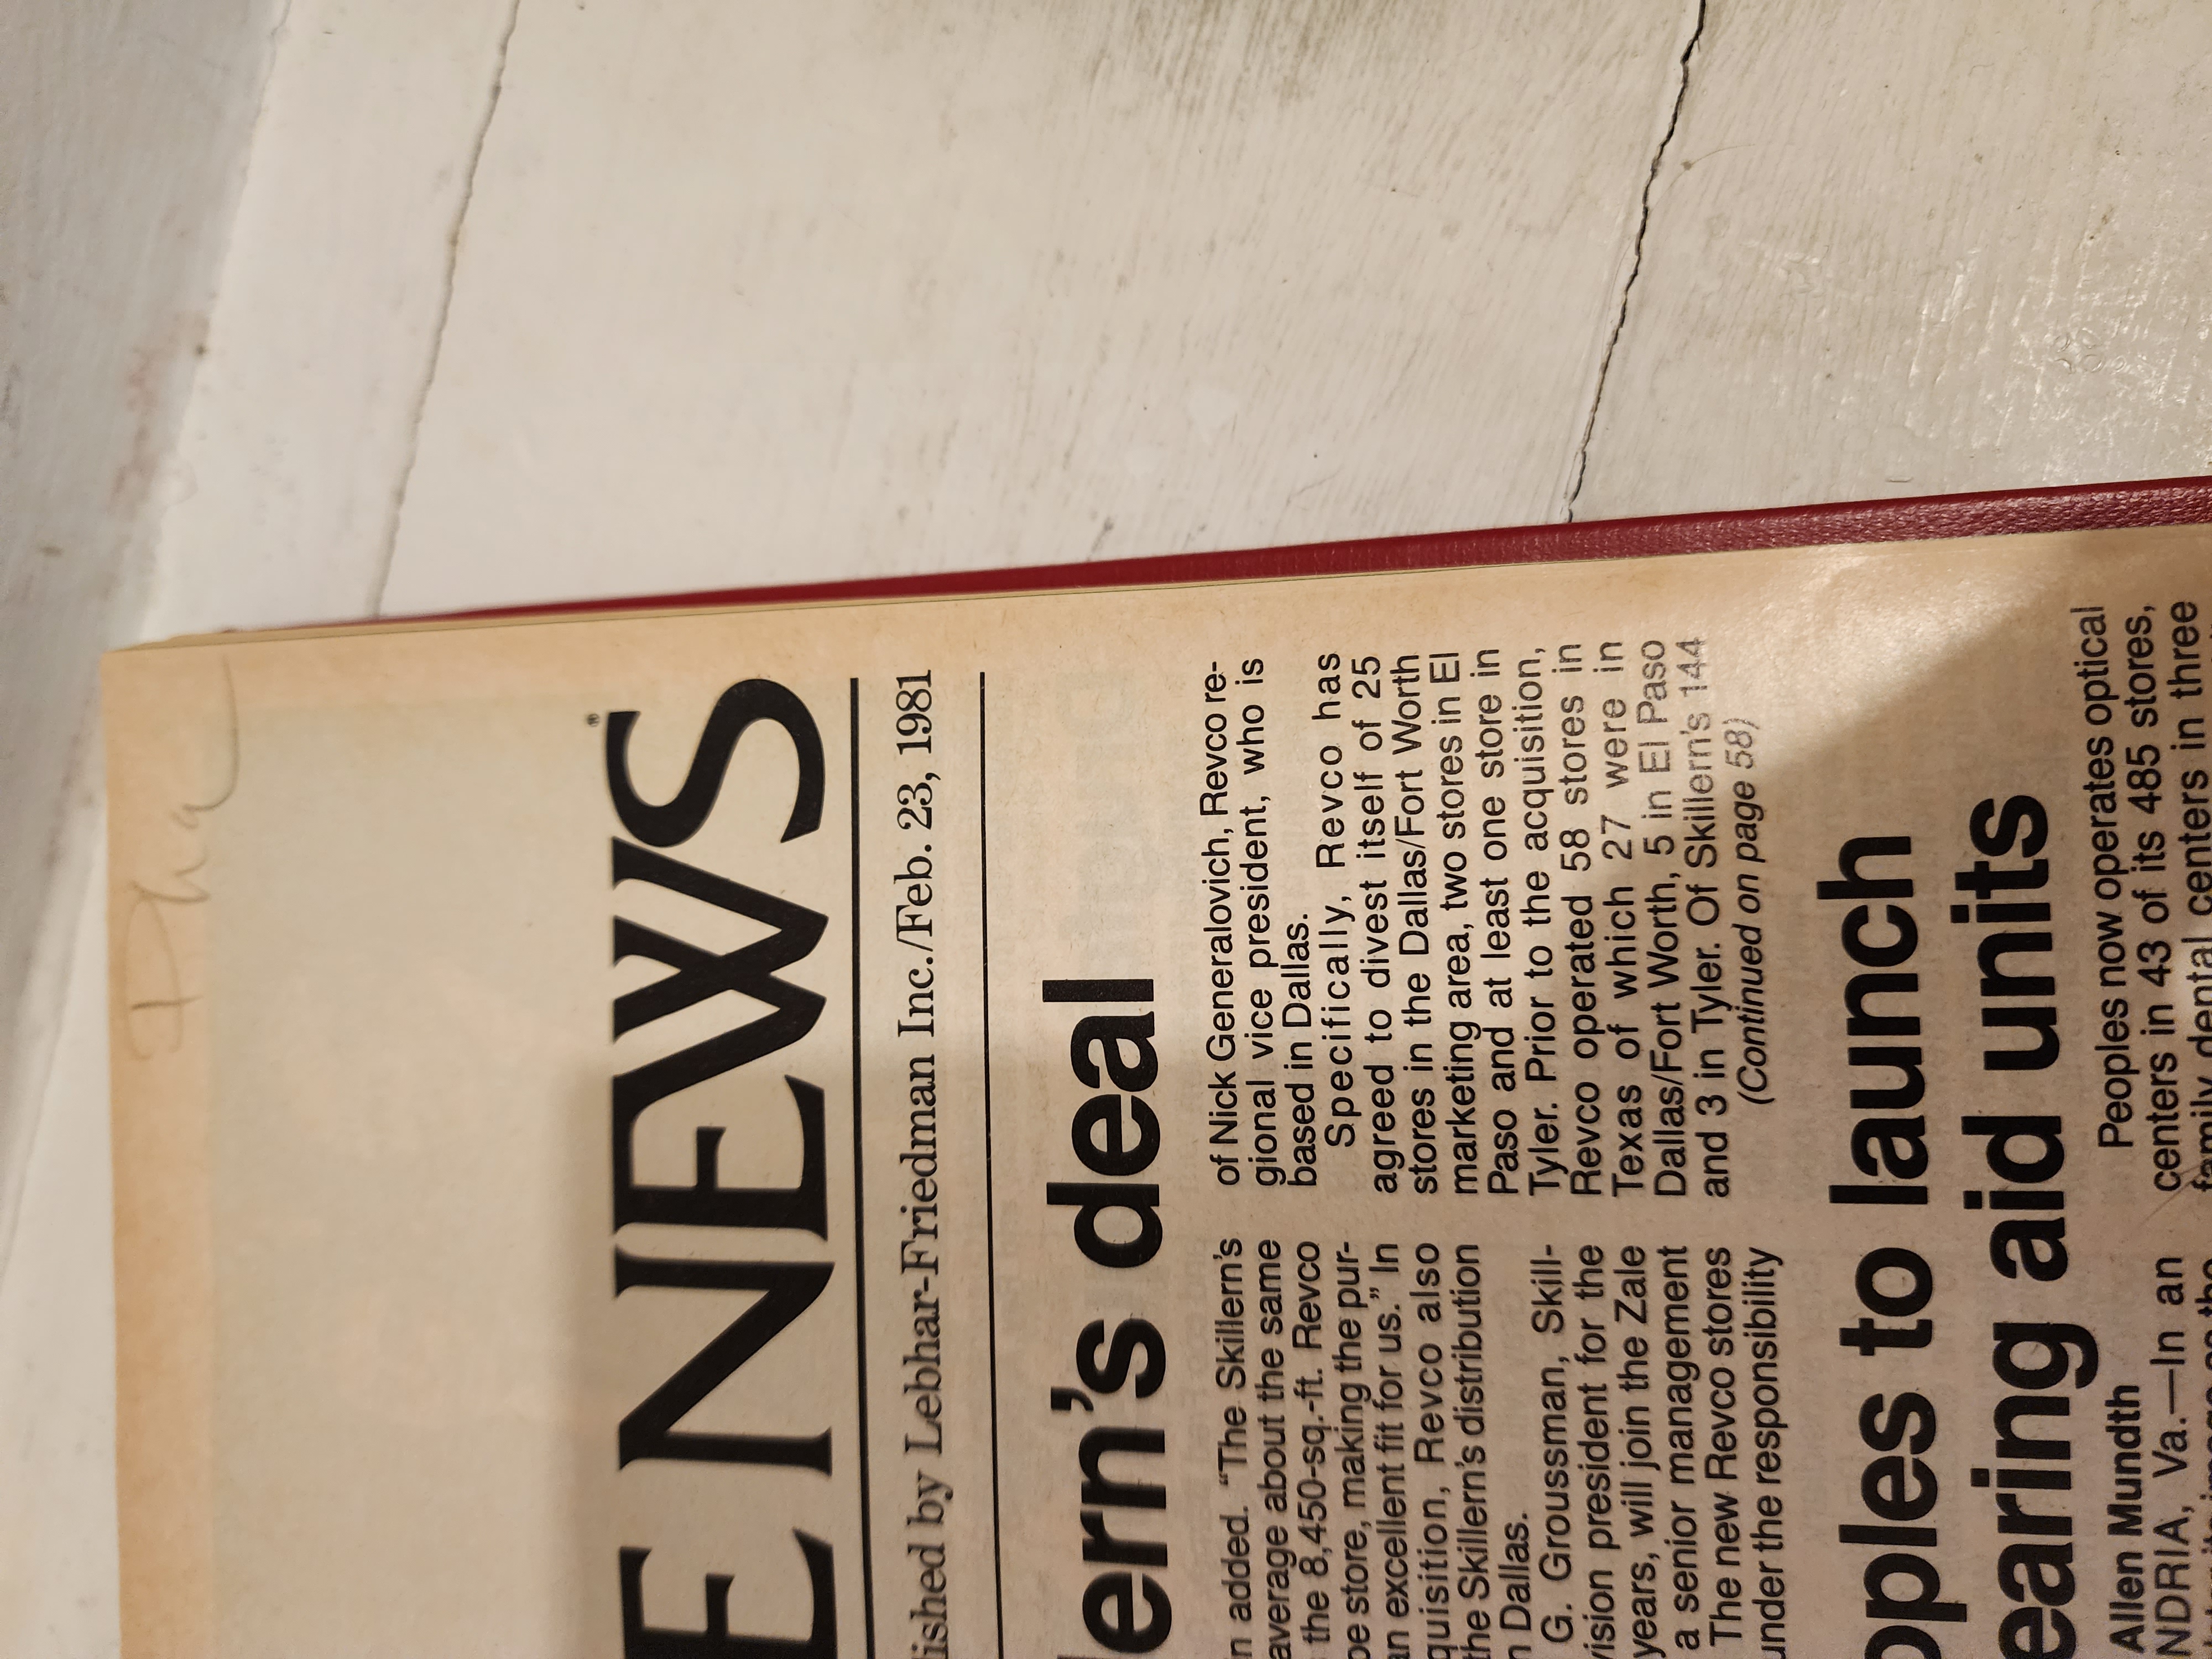 Pha
E NEWS®
lished by Lebhar-Friedman Inc./Feb. 23, 1981
lern's deal
n added. “The Skillern's
average about the same
the 8,450-sq.-ft. Revco
pe store, making the pur-
an excellent fit for us.” In
quisition, Revco also
the Skillern's distribution
n Dallas.
G. Groussman, Skill-
vision president for the
years, will join the Zale
a senior management
The new Revco stores
under the responsibility
of Nick Generalovich, Revco re-
gional vice president, who is
based in Dallas.
Specifically, Revco has
agreed to divest itself of 25
stores in the Dallas/Fort Worth
marketing area, two stores in El
Paso and at least one store in
Tyler. Prior to the acquisition,
Revco operated 58 stores in
Texas of which 27 were in
Dallas/Fort Worth, 5 in El Paso
and 3 in Tyler. Of Skillern's 144
(Continued on page 58)
oples to launch
earing aid units
Allen Mundth
NDRIA, Va.—In an
Peoples now operates optical
centers in 43 of its 485 stores,
family dental centers in three